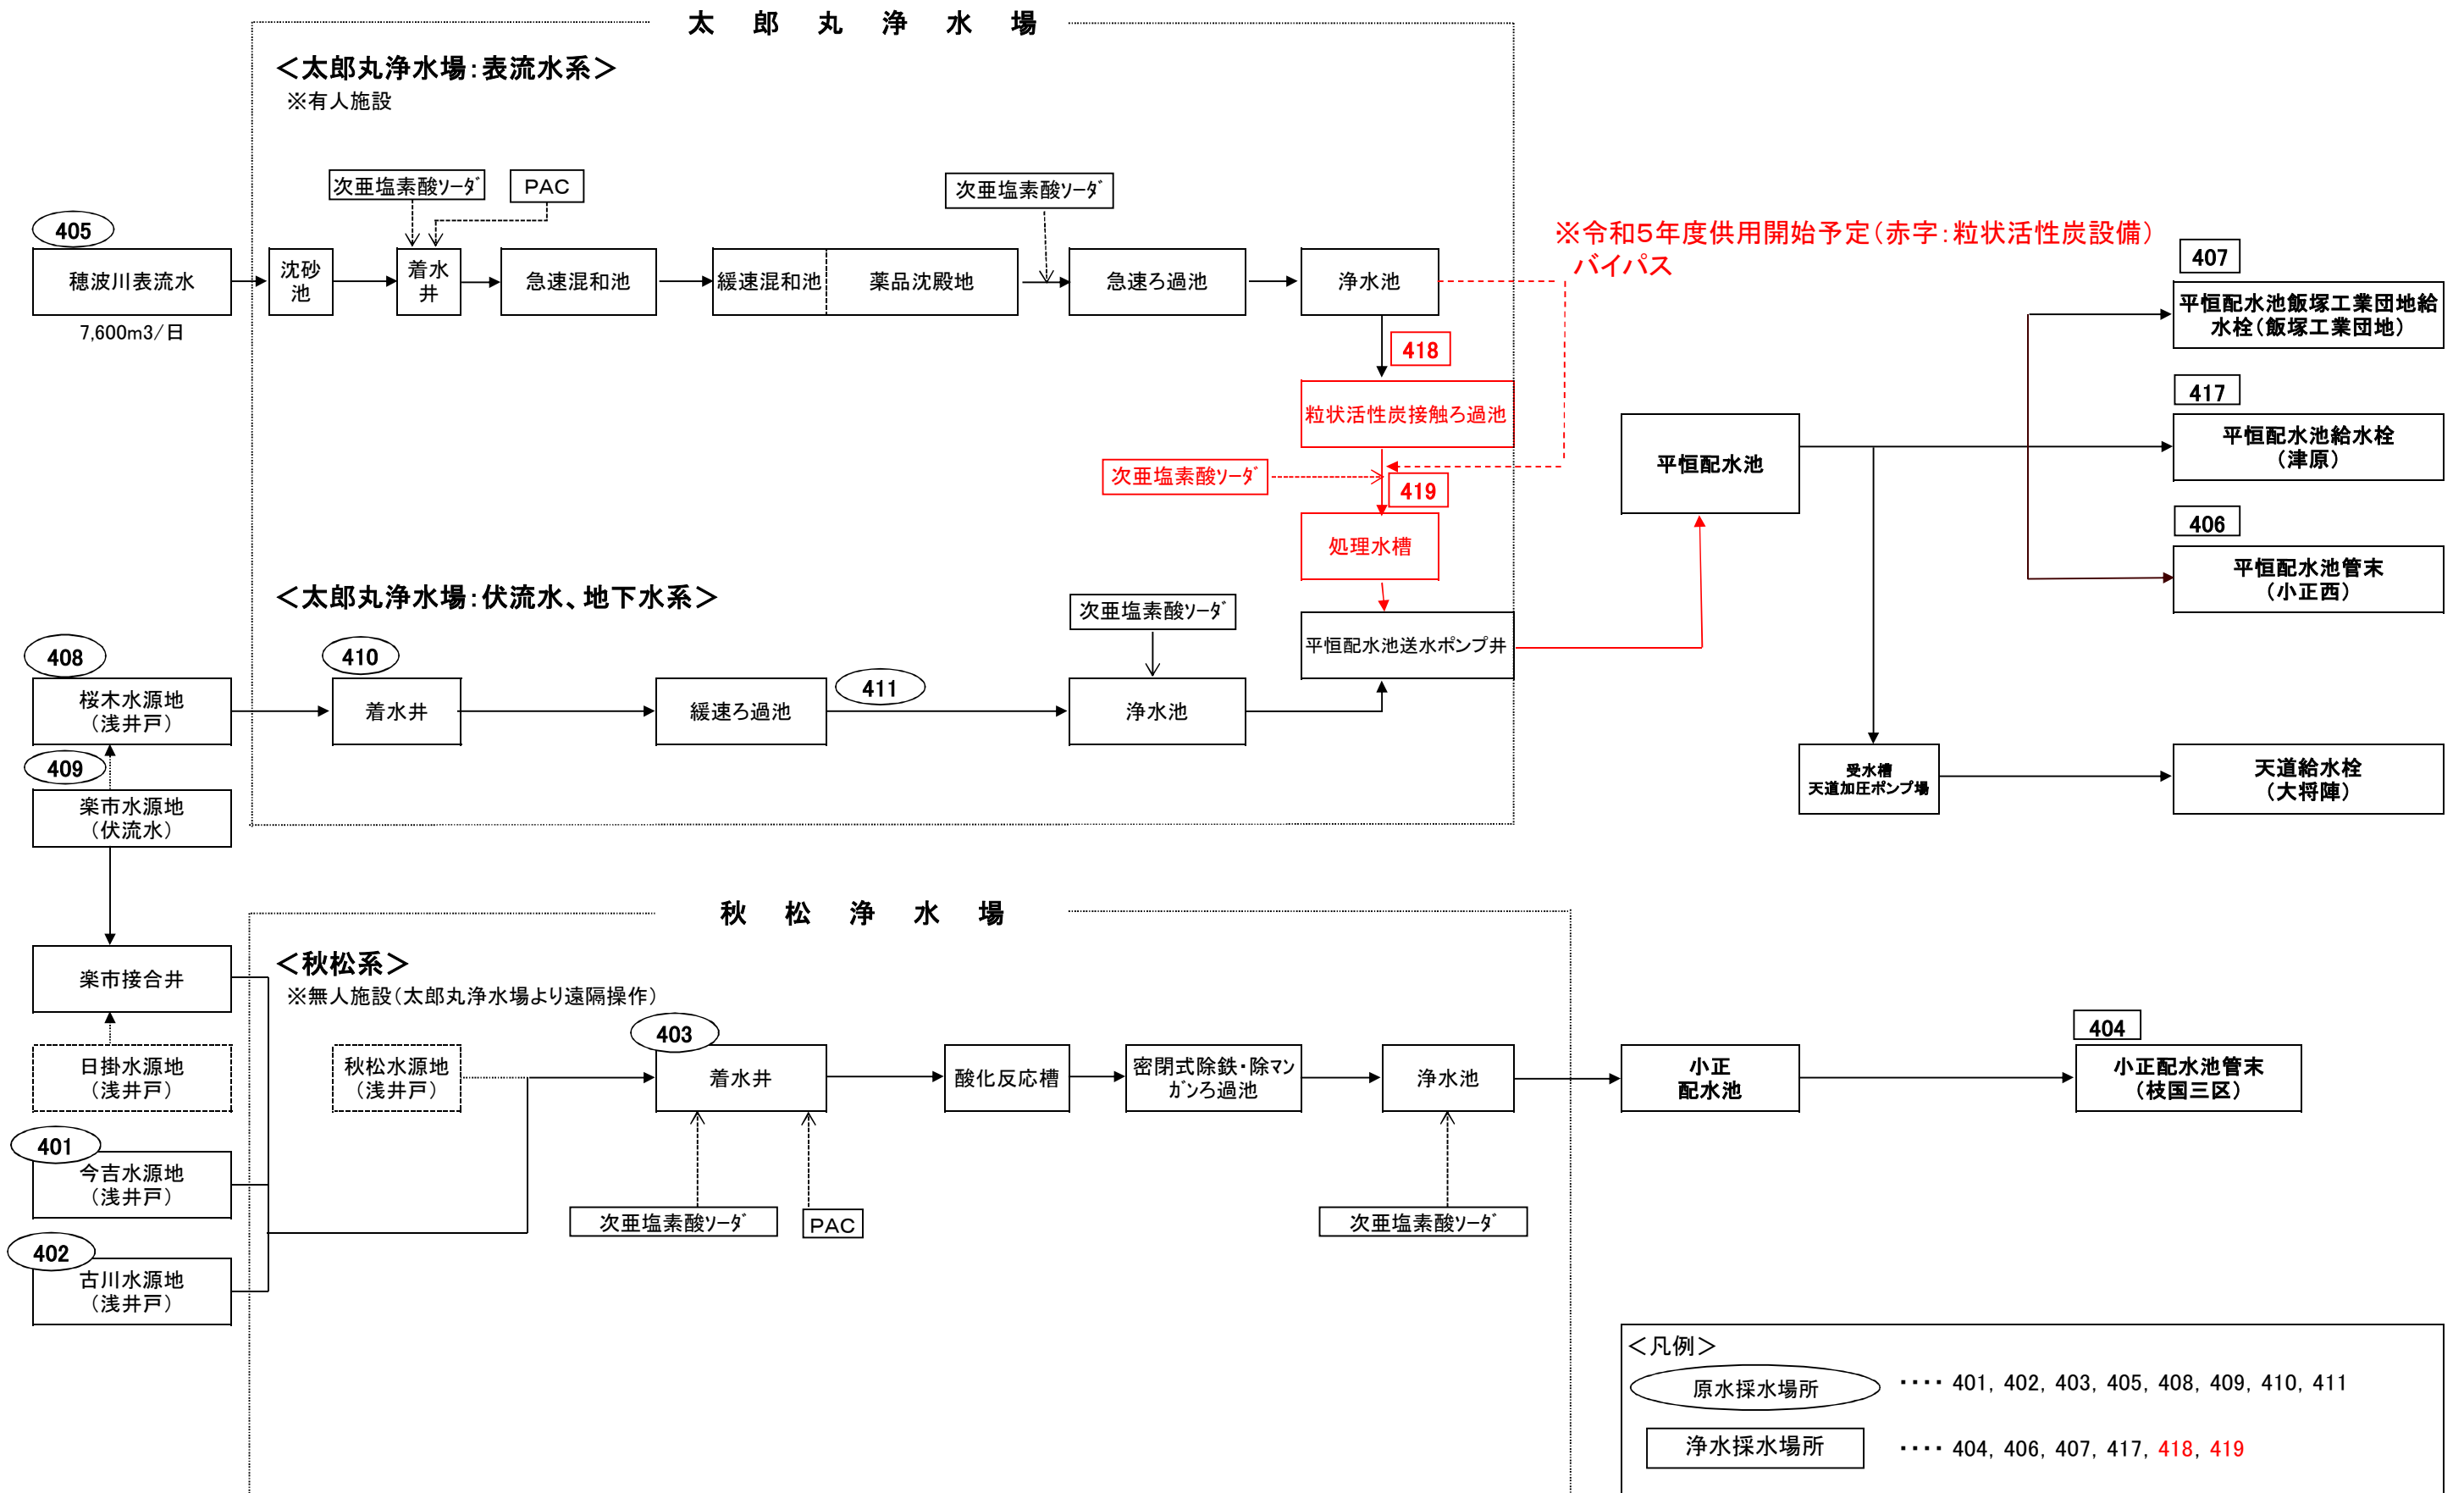 太 郎 丸 浄 水 場
＜太郎丸浄水場：表流水系＞
※有人施設
次亜塩素酸ｿｰﾀﾞ
PAC
次亜塩素酸ｿｰﾀﾞ
405
穂波川表流水
7,600m3/日
沈砂
池
着水
井
急速混和池
緩速混和池
薬品沈殿地
急速ろ過池
浄水池
※令和５年度供用開始予定（赤字：粒状活性炭設備）
バイパス
418
粒状活性炭接触ろ過池
次亜塩素酸ｿｰﾀﾞ
419
処理水槽
平恒配水池送水ポンプ井
平恒配水池
407
平恒配水池飯塚工業団地給
水栓（飯塚工業団地）
417
平恒配水池給水栓
（津原）
406
平恒配水池管末
（小正西）
＜太郎丸浄水場：伏流水、地下水系＞
次亜塩素酸ｿｰﾀﾞ
408
桜木水源地
（浅井戸）
410
着水井
緩速ろ過池
411
浄水池
409
楽市水源地
（伏流水）
受水槽
天道加圧ポンプ場
天道給水栓
（大将陣）
秋 松 浄 水 場
＜秋松系＞
※無人施設（太郎丸浄水場より遠隔操作）
楽市接合井
日掛水源地
（浅井戸）
秋松水源地
（浅井戸）
403
着水井
酸化反応槽
密閉式除鉄・除ﾏﾝ
ｶﾞﾝろ過池
浄水池
小正
配水池
404
小正配水池管末
（枝国三区）
401
今吉水源地
（浅井戸）
次亜塩素酸ｿｰﾀﾞ
PAC
次亜塩素酸ｿｰﾀﾞ
402
古川水源地
（浅井戸）
＜凡例＞
原水採水場所
････ 401, 402, 403, 405, 408, 409, 410, 411
浄水採水場所
････ 404, 406, 407, 417, 418, 419